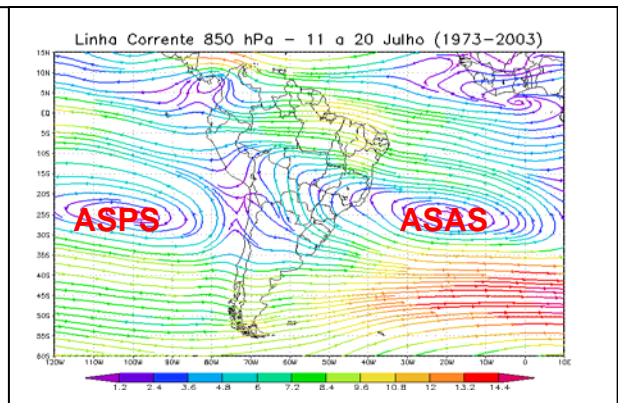 Linha Corrente 850 hPa - 11 a 20 Julho (1973-2003)
15N
10N
5N
EQ
5S
10S
15S
20S
25S
30S
35S
40S
45S
50S
55S
60S
ASPS
ASAS
120W 110W 100W 90W 80W 70W 60W 50W 40W 30W 20W 10W 0 10E
1.2 2.4 3.6 4.8 6 7.2 8.4 9.6 10.8 12 13.2 14.4